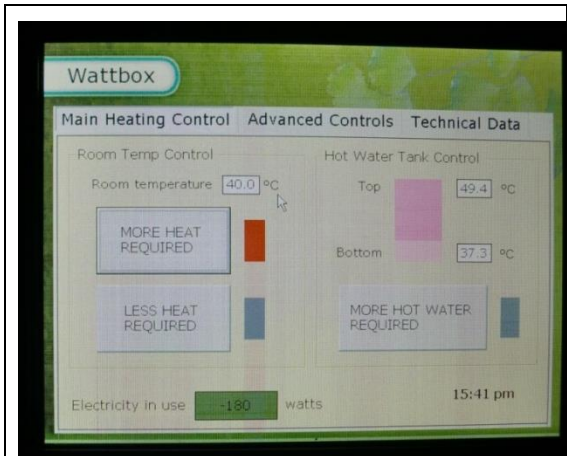 Wattbox
Main Heating Control Advanced Controls Technical Data
Room Temp Control
Room temperature 40.0 °C
MORE HEAT
REQUIRED
LESS HEAT
REQUIRED
Hot Water Tank Control
Top 49.4 °C
Bottom 37.3 °C
MORE HOT WATER
REQUIRED
Electricity in use -180 watts
15:41 pm